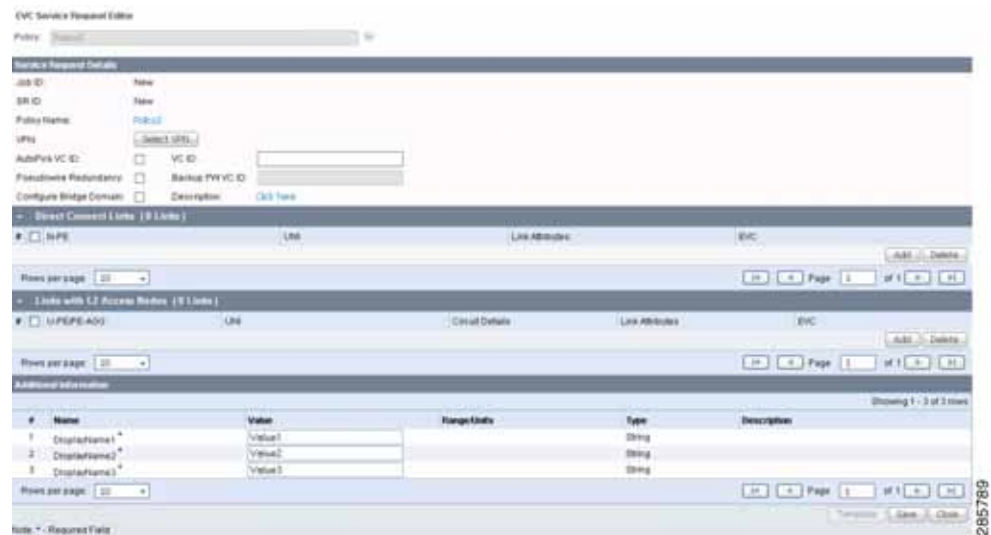 EVC Service Request Editor
Policy:
Service Request Details
Job ID: New
SR ID: New
Policy Name:
VPN: Select VPN
AutoPick VC ID: VC ID:
Pseudowire Redundancy: Backup PW VC ID:
Configure Bridge Domain: Description: Click here
Direct Connect Links (0 Links)
# N-PE UNI Link Attributes EVC
Add Delete
Rows per page: 10 Page 1 of 1
Links with L2 Access Nodes (0 Links)
# U-PE/PE-AGG UNI Circuit Details Link Attributes EVC
Add Delete
Rows per page: 10 Page 1 of 1
Additional Information
Showing 1 - 3 of 3 rows
# Name Value Range/Units Type Description
1 DisplayName1 * Value1 String
2 DisplayName2 * Value2 String
3 DisplayName3 * Value3 String
Rows per page: 10 Page 1 of 1
Template Save Close
Note: * - Required Field
285789